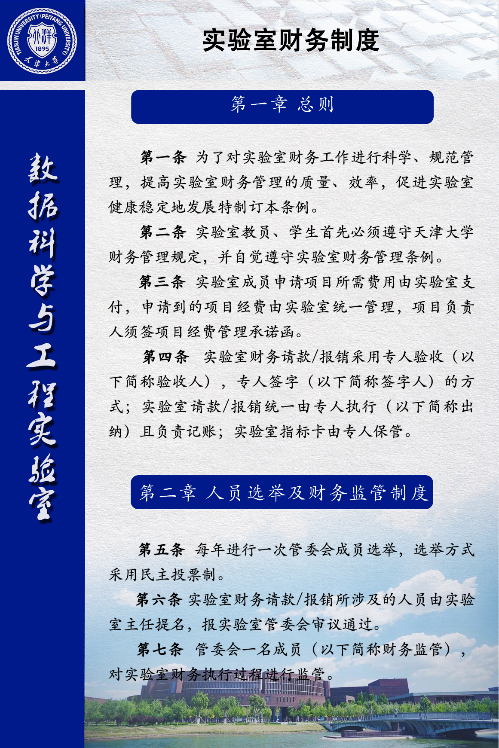 TIANJIN UNIVERSITY (PEIYANG UNIVERSITY)
北洋
1895
天津大学
数据科学与工程实验室
实验室财务制度
第一章 总则
第一条 为了对实验室财务工作进行科学、规范管
理，提高实验室财务管理的质量、效率，促进实验室
健康稳定地发展特制订本条例。
第二条 实验室教员、学生首先必须遵守天津大学
财务管理规定，并自觉遵守实验室财务管理条例。
第三条 实验室成员申请项目所需费用由实验室支
付，申请到的项目经费由实验室统一管理，项目负责
人须签项目经费管理承诺函。
第四条 实验室财务请款/报销采用专人验收（以
下简称验收人），专人签字（以下简称签字人）的方
式；实验室请款/报销统一由专人执行（以下简称出
纳）且负责记账；实验室指标卡由专人保管。
第二章 人员选举及财务监管制度
第五条 每年进行一次管委会成员选举，选举方式
采用民主投票制。
第六条 实验室财务请款/报销所涉及的人员由实验
室主任提名，报实验室管委会审议通过。
第七条 管委会一名成员（以下简称财务监管），
对实验室财务执行过程进行监管。